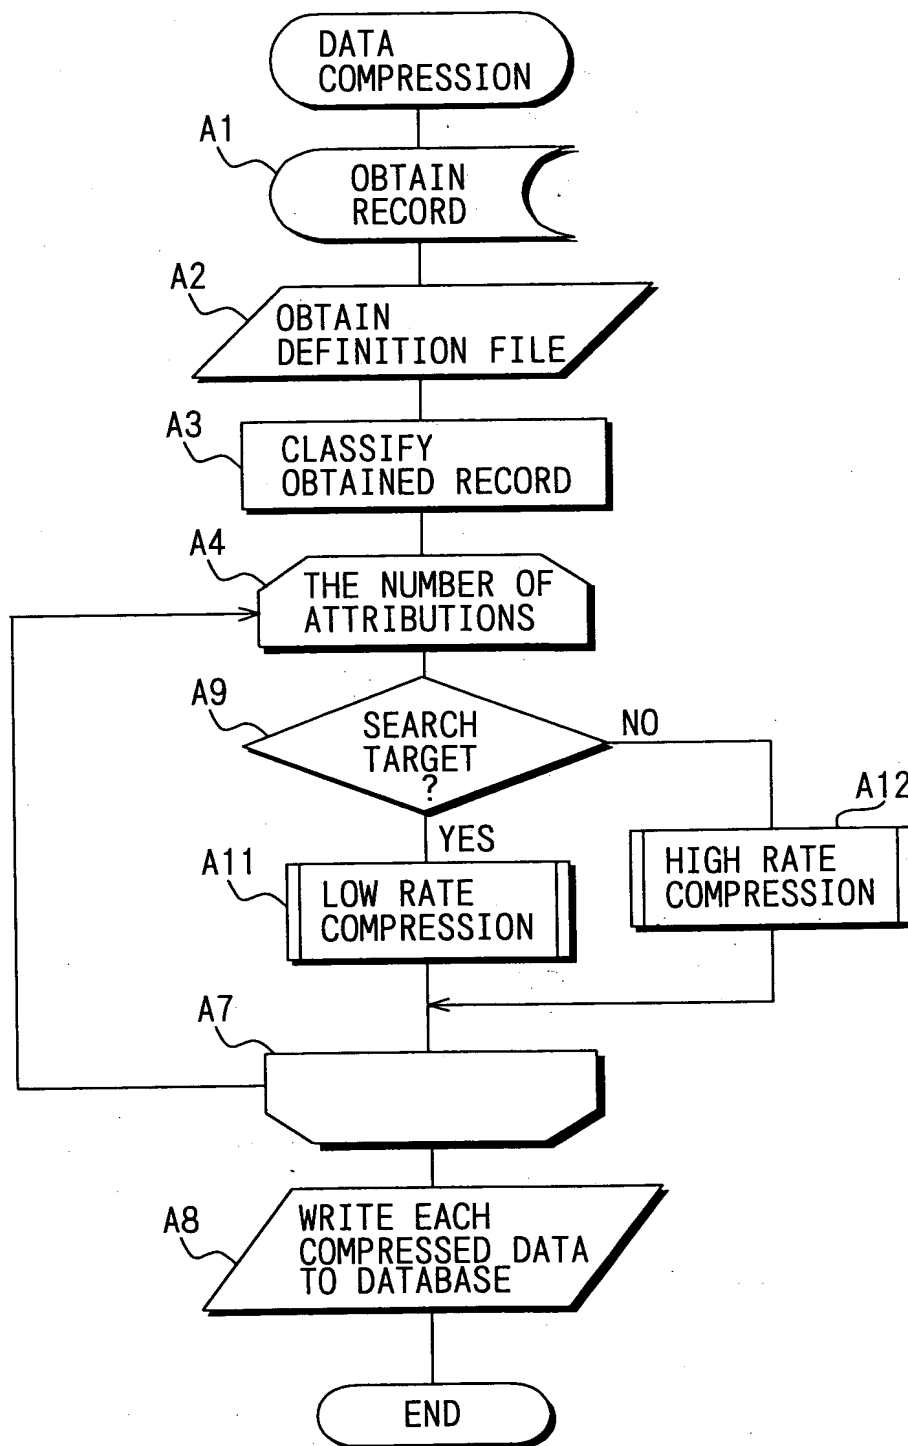 DATA
COMPRESSION
A1
OBTAIN
RECORD
A2
OBTAIN
DEFINITION FILE
A3
CLASSIFY
OBTAINED RECORD
A4
THE NUMBER OF
ATTRIBUTIONS
A9
SEARCH
TARGET
?
NO
YES
A11
LOW RATE
COMPRESSION
A12
HIGH RATE
COMPRESSION
A7
A8
WRITE EACH
COMPRESSED DATA
TO DATABASE
END